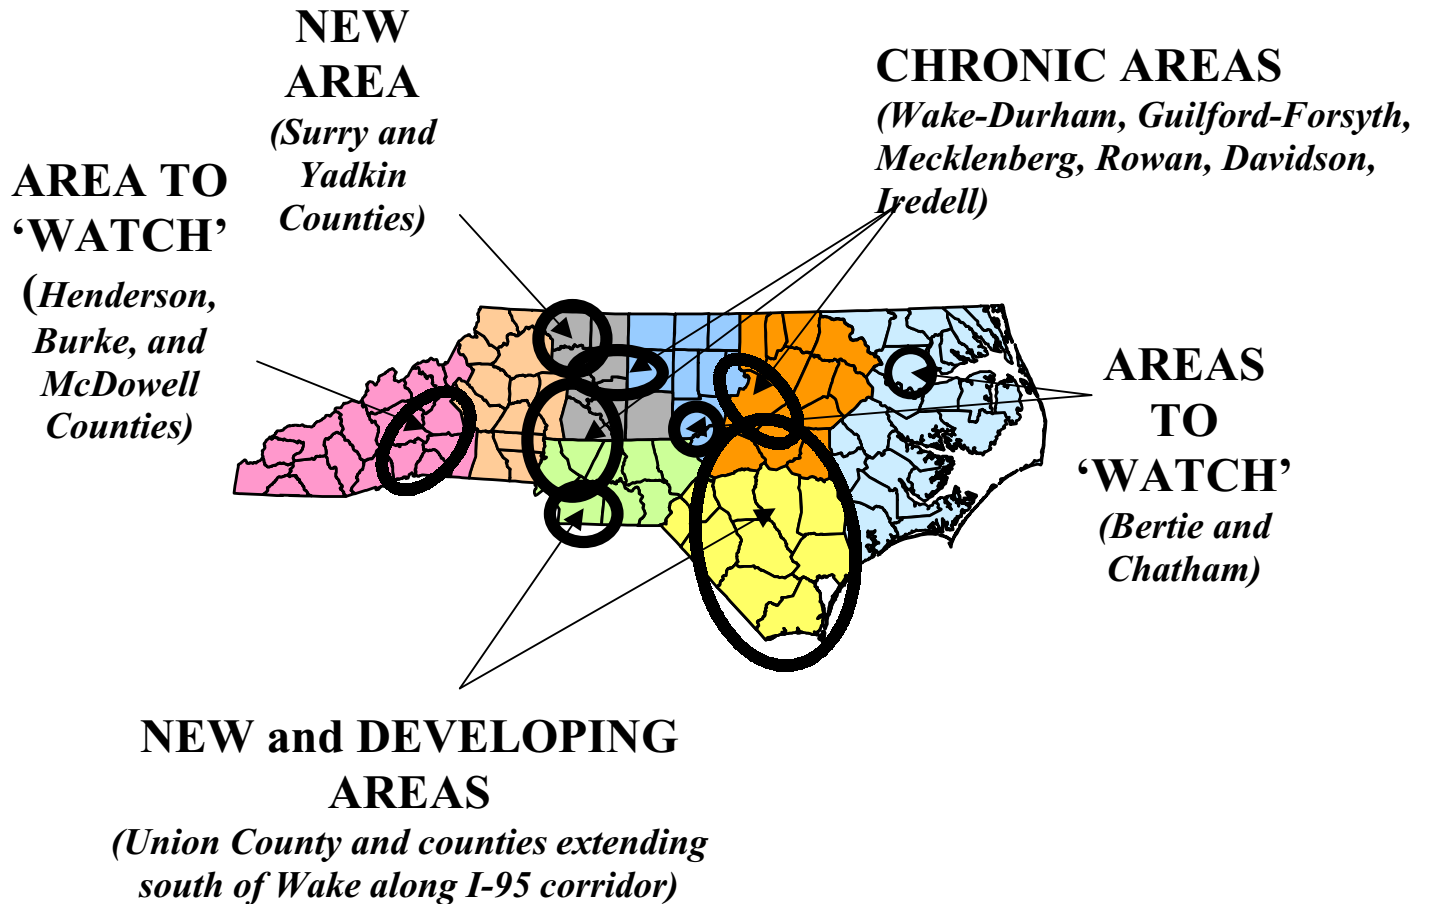 NEW
AREA
(Surry and
Yadkin
Counties)
CHRONIC AREAS
(Wake-Durham, Guilford-Forsyth,
Mecklenberg, Rowan, Davidson,
Iredell)
AREA TO
‘WATCH’
(Henderson,
Burke, and
McDowell
Counties)
AREAS
TO
‘WATCH’
(Bertie and
Chatham)
NEW and DEVELOPING
AREAS
(Union County and counties extending
south of Wake along I-95 corridor)